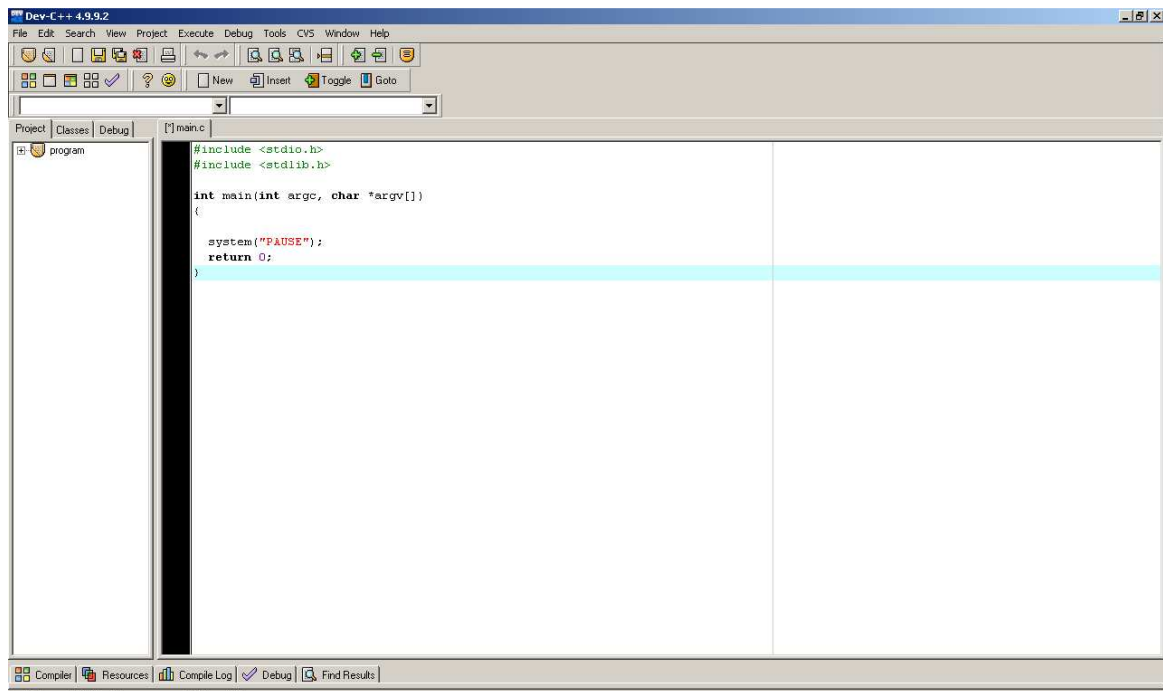 Dev-C++ 4.9.9.2
File Edit Search View Project Execute Debug Tools CVS Window Help
New Insert Toggle Goto
Project Classes Debug [*] main.c
program
#include <stdio.h>
#include <stdlib.h>
int main(int argc, char *argv[])
{
system("PAUSE");
return 0;
}
Compiler Resources Compile Log Debug Find Results